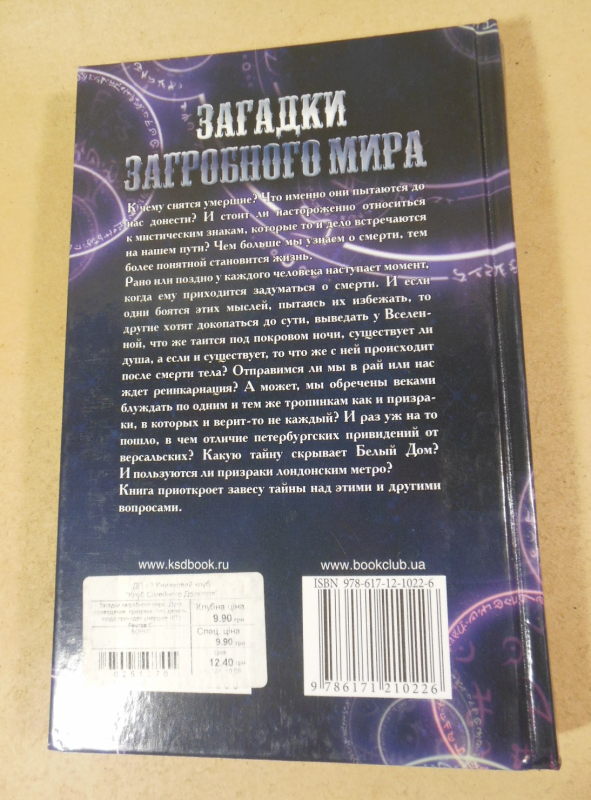 ЗАГАДКИ
ЗАГРОБНОГО МИРА
К чему снятся умершие? Что именно они пытаются до
нас донести? И стоит ли настороженно относиться
к мистическим знакам, которые то и дело встречаются
на нашем пути? Чем больше мы узнаем о смерти, тем
более понятной становится жизнь.
Рано или поздно у каждого человека наступает момент,
когда ему приходится задуматься о смерти. И если
одни боятся этих мыслей, пытаясь их избежать, то
другие хотят докопаться до сути, выведать у Вселен-
ной, что же таится под покровом ночи, существует ли
душа, а если и существует, то что же с ней происходит
после смерти тела? Отправимся ли мы в рай или нас
ждет реинкарнация? А может, мы обречены веками
блуждать по одним и тем же тропинкам как и призра-
ки, в которых и верит-то не каждый? И раз уж на то
пошло, в чем отличие петербургских привидений от
версальских? Какую тайну скрывает Белый Дом?
И пользуются ли призраки лондонским метро?
Книга приоткроет завесу тайны над этими и другими
вопросами.
www.ksdbook.ru
www.bookclub.ua
Книжковий клуб
Клубна ціна
9.90 грн
Спец. ціна
9.90 грн
Ціна
12.40 грн
ISBN 978-617-12-1022-6
9 786171 210226